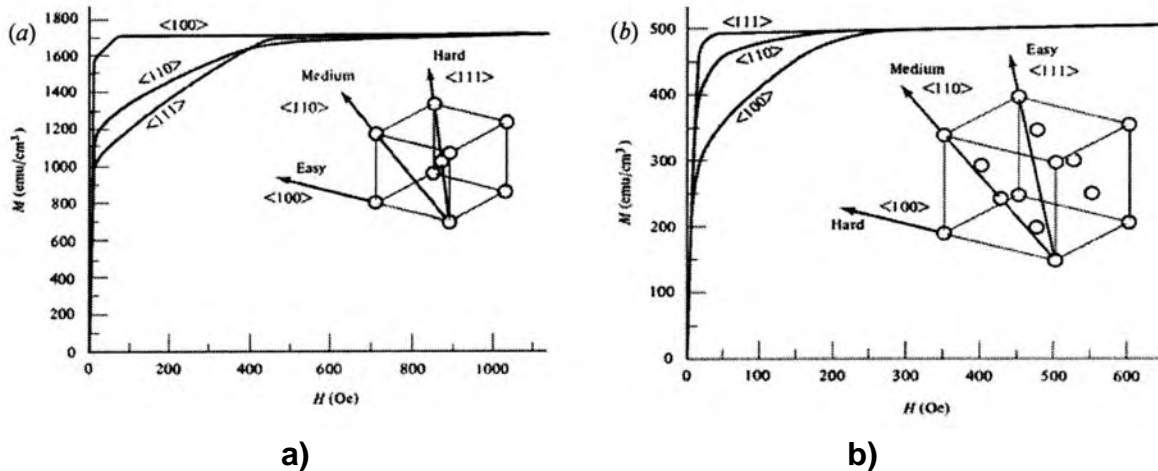 (a)
M (emu/cm³)
1800
1600
1400
1200
1000
800
600
400
200
0
<100>
<110>
<111>
Hard
<111>
Medium
<110>
Easy
<100>
0 200 400 600 800 1000
H (Oe)
a)
(b)
M (emu/cm³)
500
400
300
200
100
0
<111>
<110>
<100>
Easy
<111>
Medium
<110>
<100>
Hard
0 100 200 300 400 500 600
H (Oe)
b)